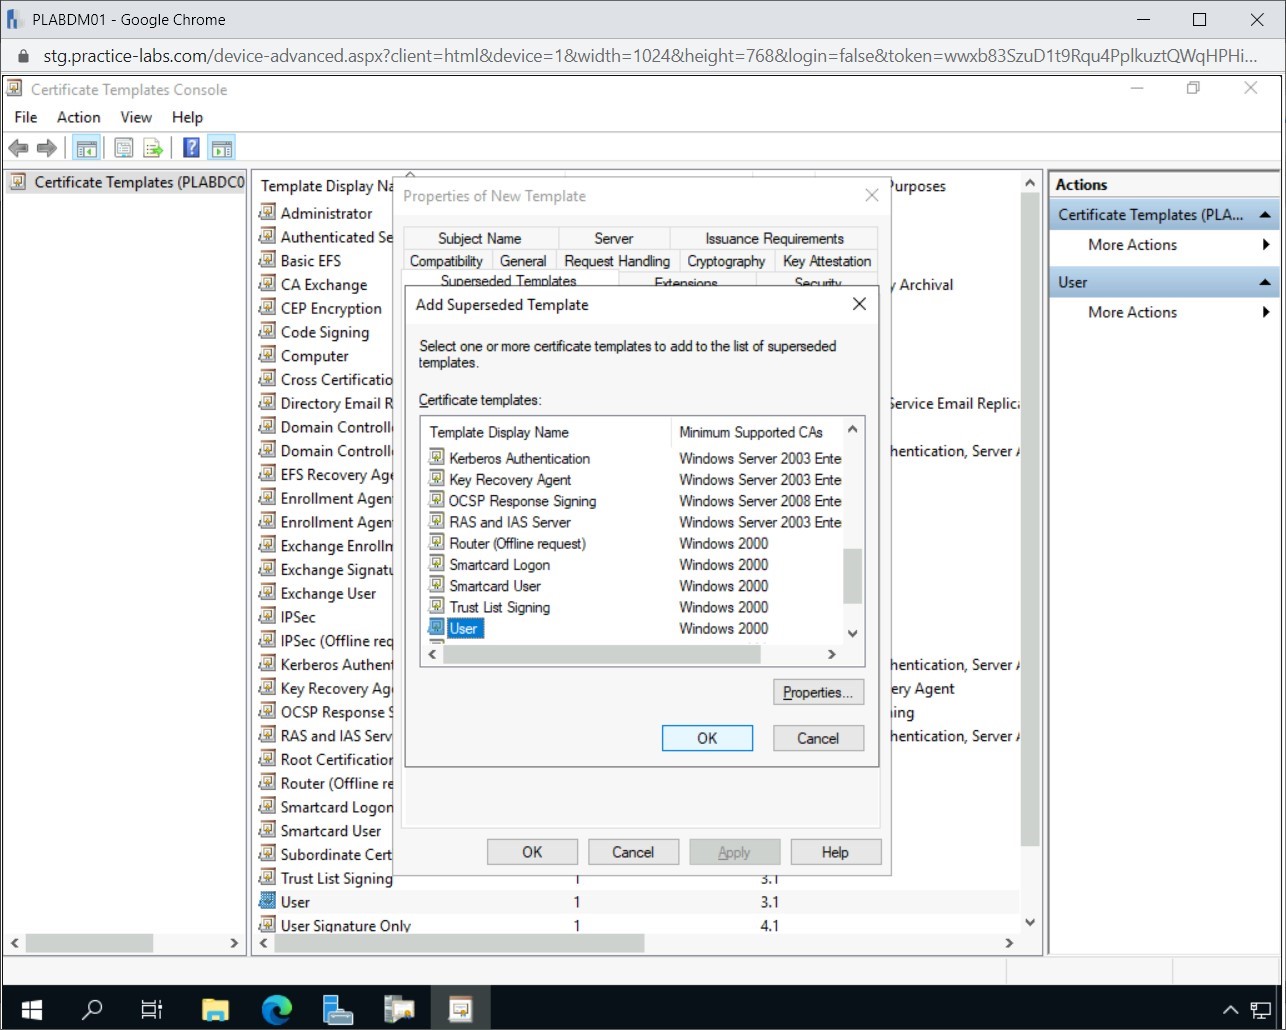 PLABDM01 - Google Chrome
stg.practice-labs.com/device-advanced.aspx?client=html&device=1&width=1024&height=768&login=false&token=wwxb83SzuD1t9Rqu4PplkuztQWqHPHi...
Certificate Templates Console
File Action View Help
Certificate Templates (PLABDC0
Template Display Na
Administrator
Authenticated Se
Basic EFS
CA Exchange
CEP Encryption
Code Signing
Computer
Cross Certificatio
Directory Email R
Domain Controll
Domain Controll
EFS Recovery Age
Enrollment Agen
Enrollment Agen
Exchange Enrolln
Exchange Signatu
Exchange User
IPSec
IPSec (Offline req
Kerberos Authent
Key Recovery Ag
OCSP Response S
RAS and IAS Serv
Root Certification
Router (Offline re
Smartcard Logon
Smartcard User
Subordinate Cert
Trust List Signing 1 3.1
User 1 3.1
User Signature Only 1 4.1
Purposes
y Archival
Service Email Replica
hentication, Server A
hentication, Server A
ery Agent
ing
hentication, Server A
Properties of New Template
Subject Name Server Issuance Requirements
Compatibility General Request Handling Cryptography Key Attestation
Superseded Templates Extensions Security
Add Superseded Template
Select one or more certificate templates to add to the list of superseded
templates.
Certificate templates:
Template Display Name Minimum Supported CAs
Kerberos Authentication Windows Server 2003 Ente
Key Recovery Agent Windows Server 2003 Ente
OCSP Response Signing Windows Server 2008 Ente
RAS and IAS Server Windows Server 2003 Ente
Router (Offline request) Windows 2000
Smartcard Logon Windows 2000
Smartcard User Windows 2000
Trust List Signing Windows 2000
User Windows 2000
Properties...
OK Cancel
OK Cancel Apply Help
Actions
Certificate Templates (PLA...
More Actions
User
More Actions